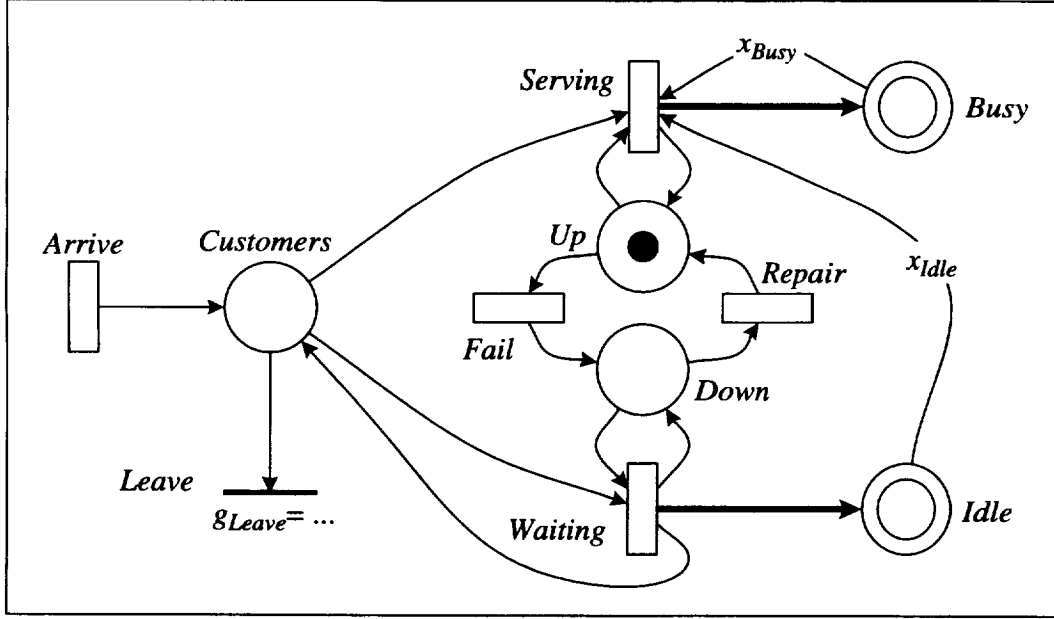 x_Busy
Serving
Busy
Arrive
Customers
Up
Repair
x_Idle
Fail
Down
Leave
g_Leave= ...
Waiting
Idle